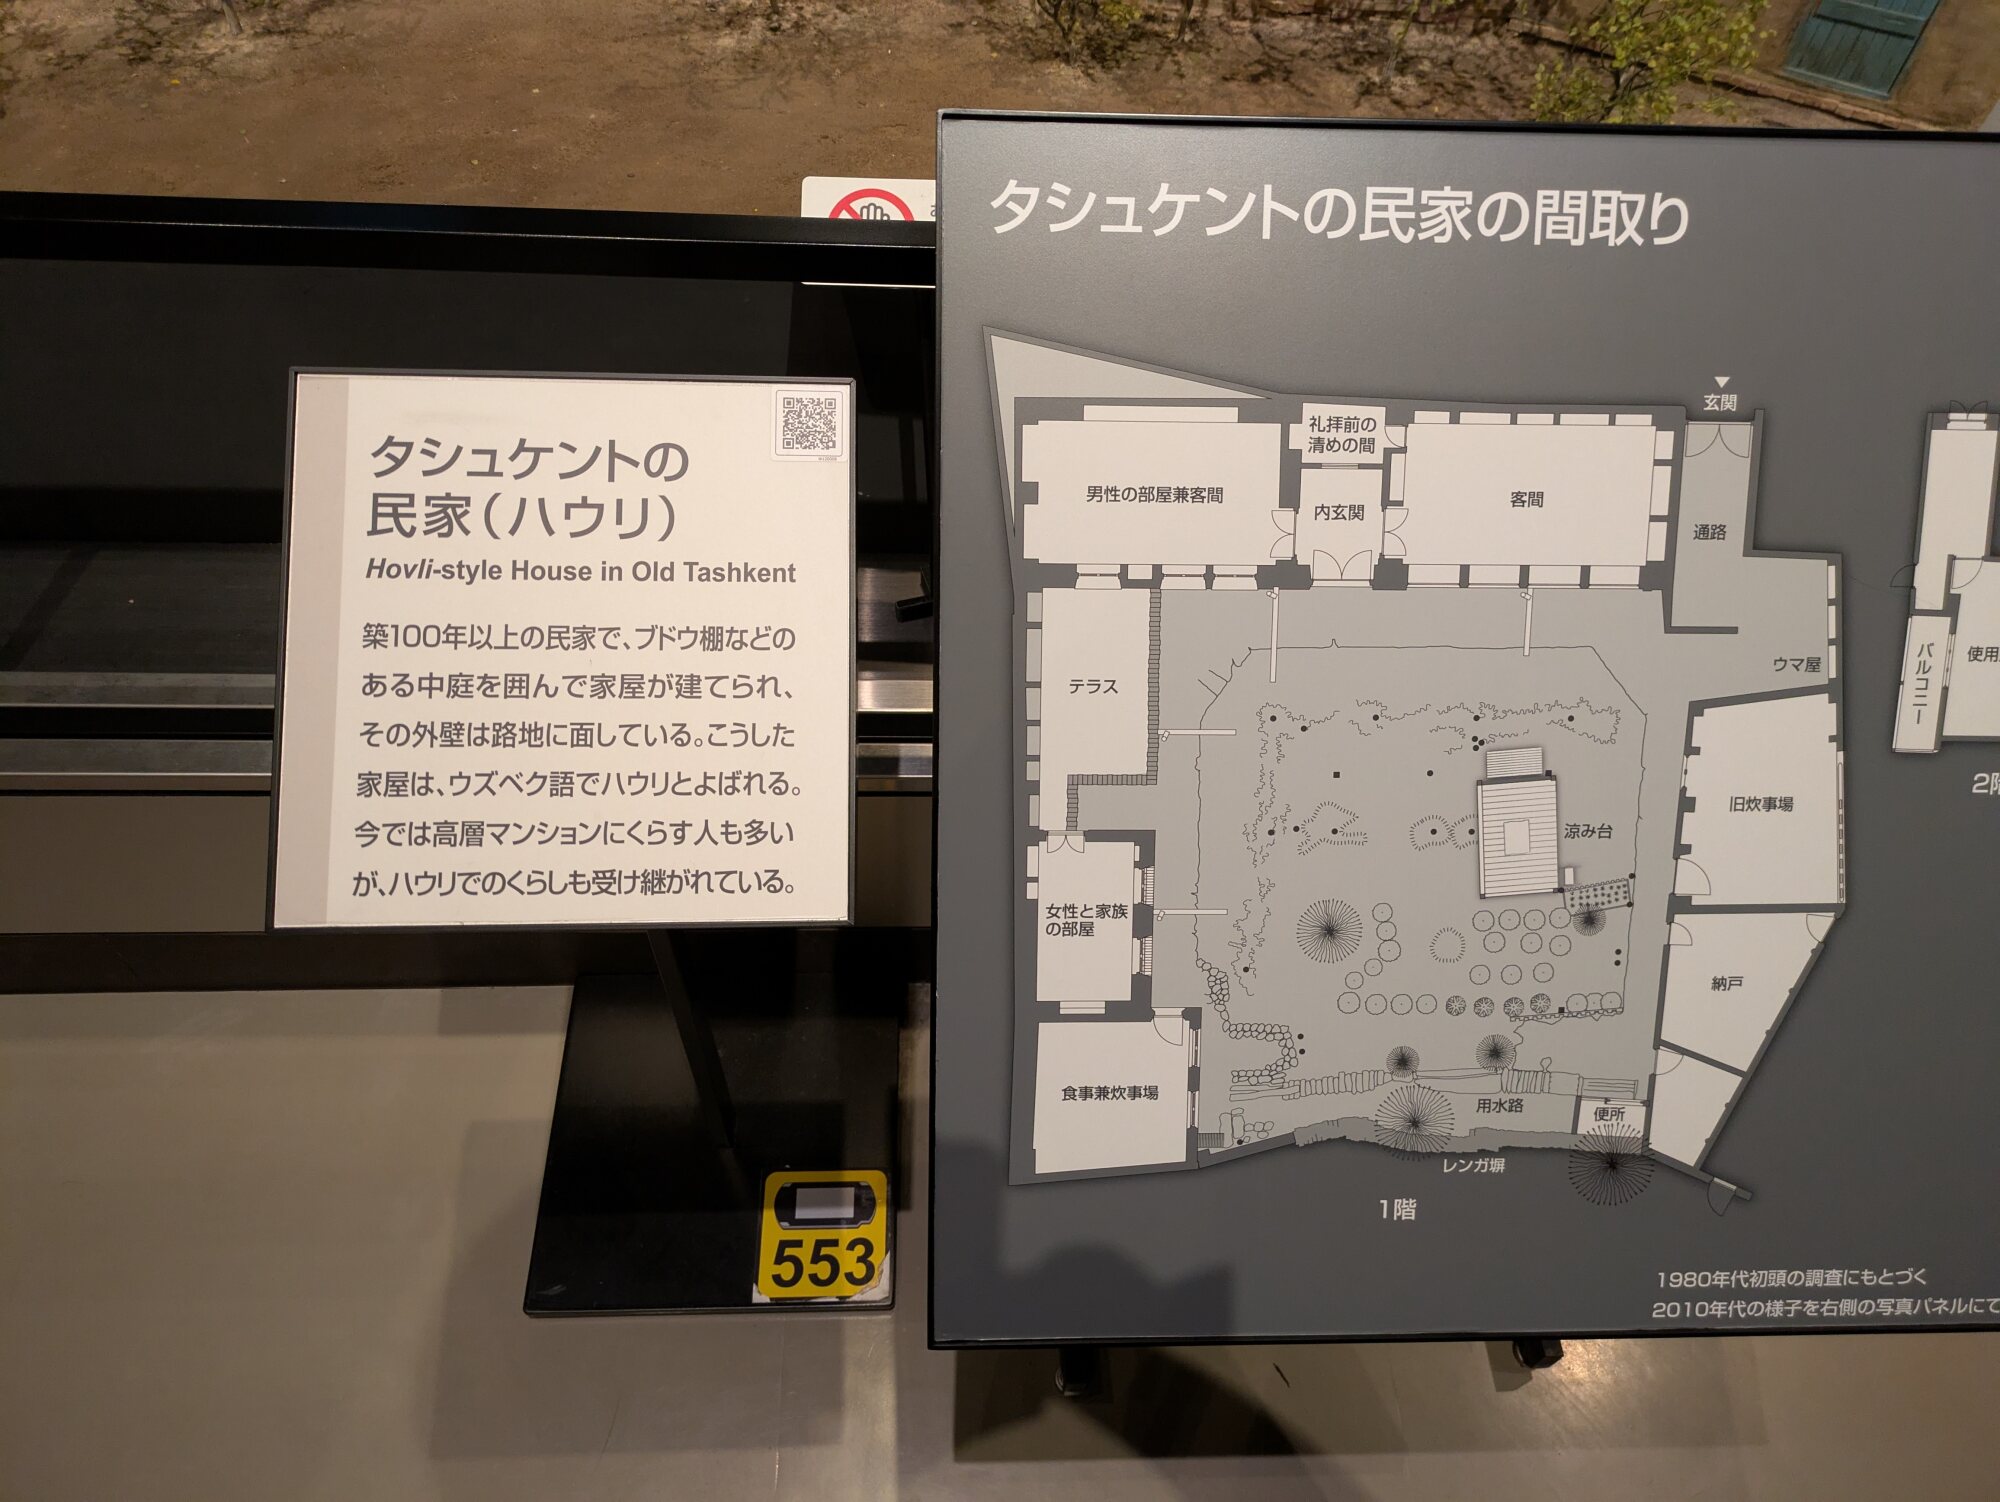 タシュケントの
民家（ハウリ）
Hovli-style House in Old Tashkent
築100年以上の民家で、ブドウ棚などの
ある中庭を囲んで家屋が建てられ、
その外壁は路地に面している。こうした
家屋は、ウズベク語でハウリとよばれる。
今では高層マンションにくらす人も多い
が、ハウリでのくらしも受け継がれている。
553
タシュケントの民家の間取り
玄関
礼拝前の
清めの間
男性の部屋兼客間
内玄関
客間
通路
ウマ屋
テラス
旧炊事場
涼み台
女性と家族
の部屋
納戸
食事兼炊事場
用水路
便所
レンガ塀
1階
バルコニー
使用
2階
1980年代初頭の調査にもとづく
2010年代の様子を右側の写真パネルにて